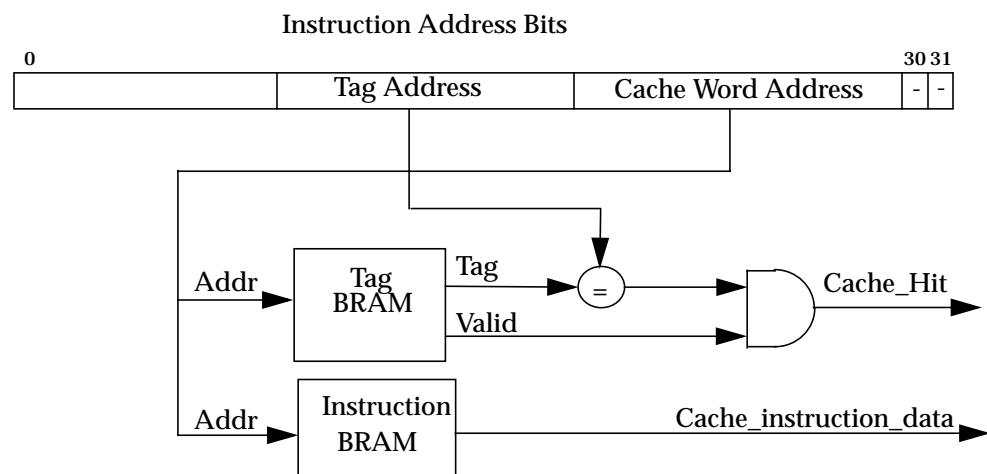 Instruction Address Bits
0 30 31
Tag Address Cache Word Address - -
Addr Tag BRAM Tag = Cache_Hit
Valid
Addr Instruction BRAM Cache_instruction_data